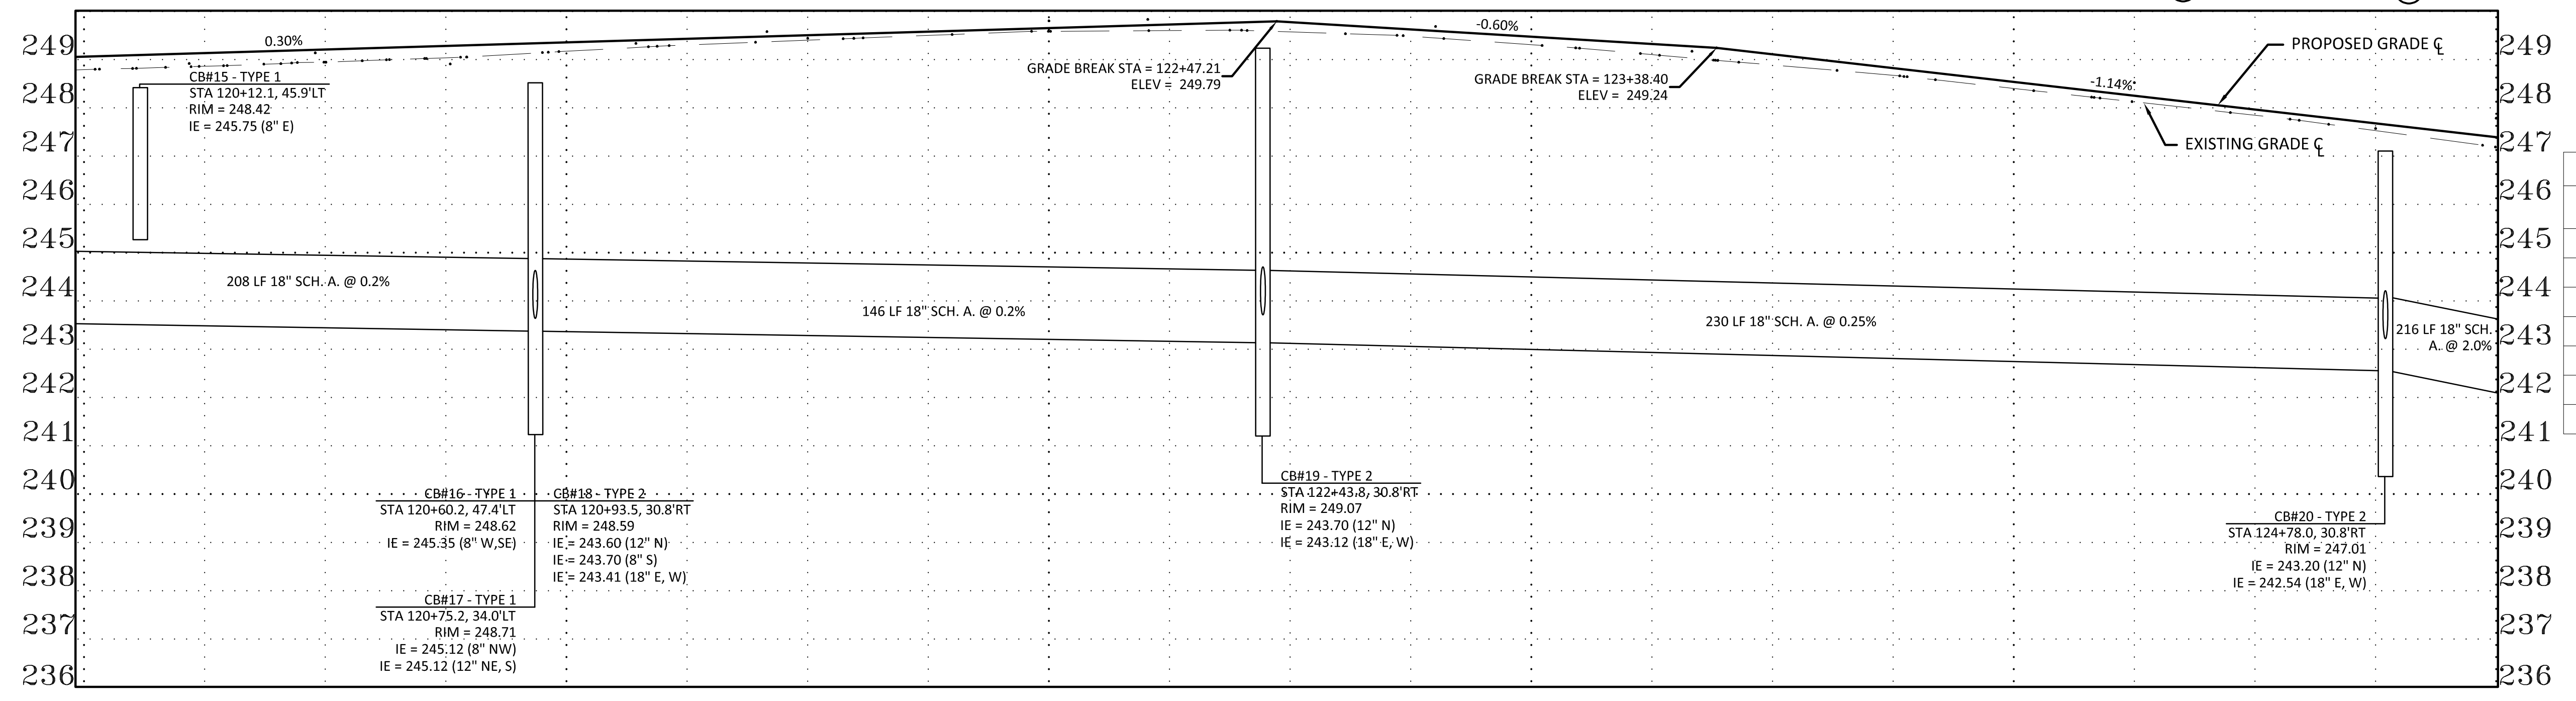 0.30%
-0.60%
-1.14%
PROPOSED GRADE ℄
EXISTING GRADE ℄
GRADE BREAK STA = 122+47.21
ELEV = 249.79
GRADE BREAK STA = 123+38.40
ELEV = 249.24
CB#15 - TYPE 1
STA 120+12.1, 45.9'LT
RIM = 248.42
IE = 245.75 (8" E)
208 LF 18" SCH. A. @ 0.2%
146 LF 18" SCH. A. @ 0.2%
230 LF 18" SCH. A. @ 0.25%
216 LF 18" SCH.
A. @ 2.0%
CB#16 - TYPE 1
STA 120+60.2, 47.4'LT
RIM = 248.62
IE = 245.35 (8" W,SE)
CB#18 - TYPE 2
STA 120+93.5, 30.8'RT
RIM = 248.59
IE = 243.60 (12" N)
IE = 243.70 (8" S)
IE = 243.41 (18" E, W)
CB#17 - TYPE 1
STA 120+75.2, 34.0'LT
RIM = 248.71
IE = 245.12 (8" NW)
IE = 245.12 (12" NE, S)
CB#19 - TYPE 2
STA 122+43.8, 30.8'RT
RIM = 249.07
IE = 243.70 (12" N)
IE = 243.12 (18" E, W)
CB#20 - TYPE 2
STA 124+78.0, 30.8'RT
RIM = 247.01
IE = 243.20 (12" N)
IE = 242.54 (18" E, W)
249
248
247
246
245
244
243
242
241
240
239
238
237
236
249
248
247
246
245
244
243
242
241
240
239
238
237
236